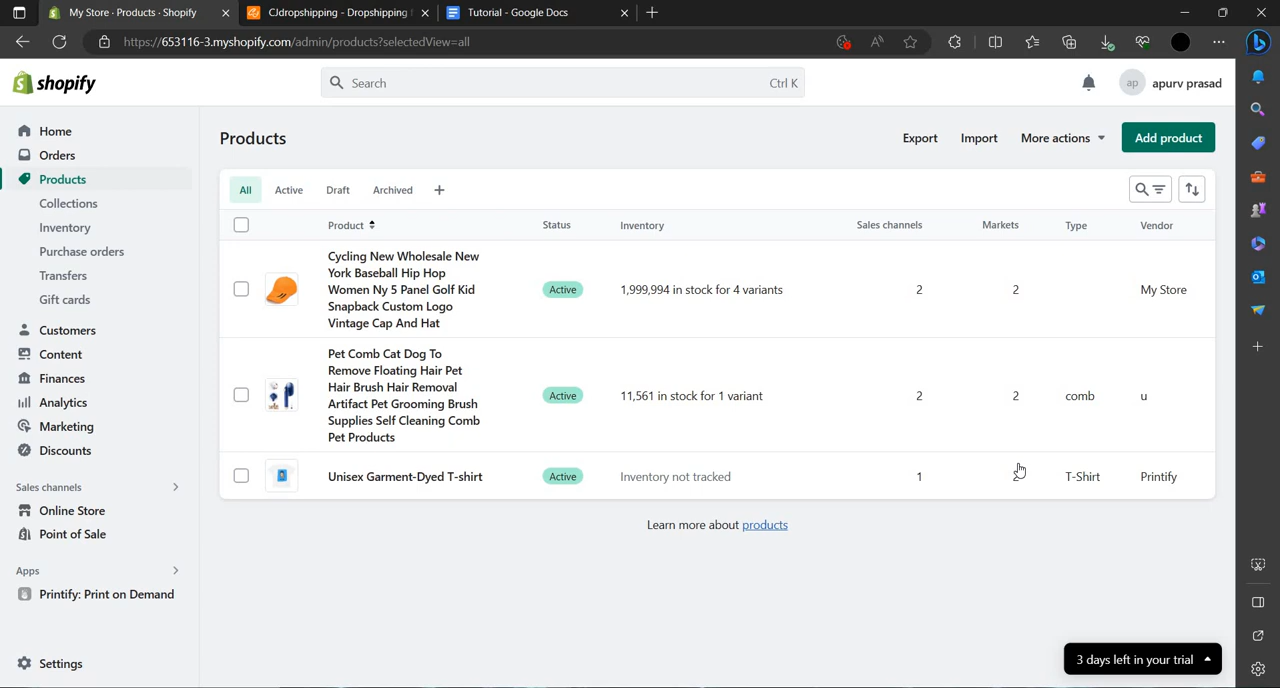 My Store · Products · Shopify
CJdropshipping - Dropshipping
Tutorial - Google Docs
https://653116-3.myshopify.com/admin/products?selectedView=all
shopify
Search
Ctrl K
ap
apurv prasad
Home
Orders
Products
Collections
Inventory
Purchase orders
Transfers
Gift cards
Customers
Content
Finances
Analytics
Marketing
Discounts
Sales channels
Online Store
Point of Sale
Apps
Printify: Print on Demand
Settings
Products
Export
Import
More actions
Add product
All
Active
Draft
Archived
Product
Status
Inventory
Sales channels
Markets
Type
Vendor
Cycling New Wholesale New
York Baseball Hip Hop
Women Ny 5 Panel Golf Kid
Snapback Custom Logo
Vintage Cap And Hat
Active
1,999,994 in stock for 4 variants
2
2
My Store
Pet Comb Cat Dog To
Remove Floating Hair Pet
Hair Brush Hair Removal
Artifact Pet Grooming Brush
Supplies Self Cleaning Comb
Pet Products
Active
11,561 in stock for 1 variant
2
2
comb
u
Unisex Garment-Dyed T-shirt
Active
Inventory not tracked
1
2
T-Shirt
Printify
Learn more about products
3 days left in your trial